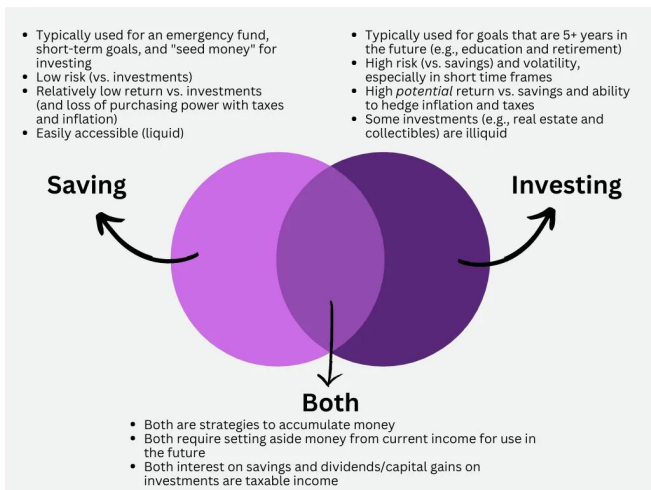 • Typically used for an emergency fund,
short-term goals, and "seed money" for
investing
• Low risk (vs. investments)
• Relatively low return vs. investments
(and loss of purchasing power with taxes
and inflation)
• Easily accessible (liquid)
• Typically used for goals that are 5+ years in
the future (e.g., education and retirement)
• High risk (vs. savings) and volatility,
especially in short time frames
• High potential return vs. savings and ability
to hedge inflation and taxes
• Some investments (e.g., real estate and
collectibles) are illiquid
Saving
Investing
Both
• Both are strategies to accumulate money
• Both require setting aside money from current income for use in
the future
• Both interest on savings and dividends/capital gains on
investments are taxable income